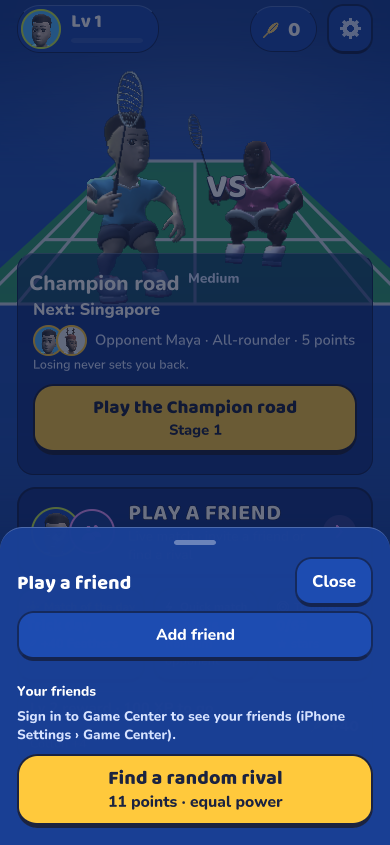 Lv 1
0
VS
Champion road Medium
Next: Singapore
Opponent Maya · All-rounder · 5 points
Losing never sets you back.
Play the Champion road
Stage 1
PLAY A FRIEND
Play a friend
Close
Add friend
Your friends
Sign in to Game Center to see your friends (iPhone
Settings › Game Center).
Find a random rival
11 points · equal power